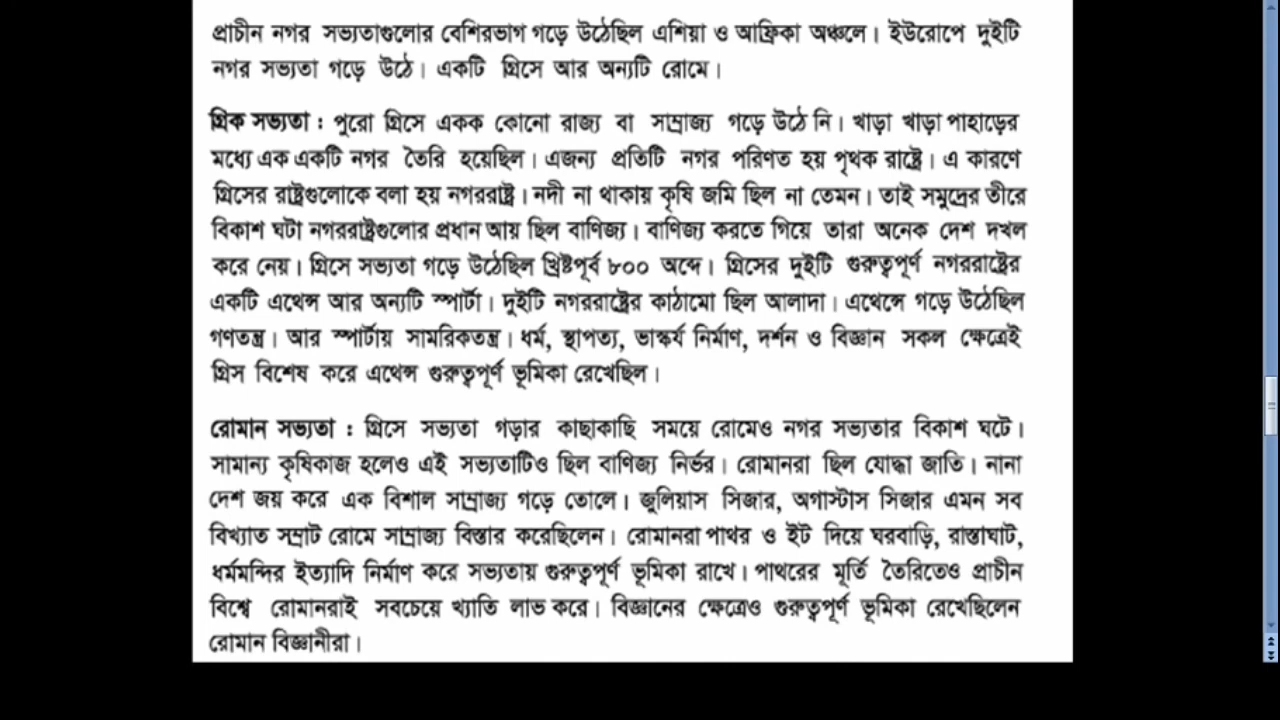 প্রাচীন নগর সভ্যতাগুলোর বেশিরভাগ গড়ে উঠেছিল এশিয়া ও আফ্রিকা অঞ্চলে। ইউরোপে দুইটি
নগর সভ্যতা গড়ে উঠে। একটি গ্রিসে আর অন্যটি রোমে।
গ্রিক সভ্যতা : পুরো গ্রিসে একক কোনো রাজ্য বা সাম্রাজ্য গড়ে উঠে নি। খাড়া খাড়া পাহাড়ের
মধ্যে এক একটি নগর তৈরি হয়েছিল। এজন্য প্রতিটি নগর পরিণত হয় পৃথক রাষ্ট্রে। এ কারণে
গ্রিসের রাষ্ট্রগুলোকে বলা হয় নগররাষ্ট্র। নদী না থাকায় কৃষি জমি ছিল না তেমন। তাই সমুদ্রের তীরে
বিকাশ ঘটা নগররাষ্ট্রগুলোর প্রধান আয় ছিল বাণিজ্য। বাণিজ্য করতে গিয়ে তারা অনেক দেশ দখল
করে নেয়। গ্রিসে সভ্যতা গড়ে উঠেছিল খ্রিষ্টপূর্ব ৮০০ অব্দে। গ্রিসের দুইটি গুরুত্বপূর্ণ নগররাষ্ট্রের
একটি এথেন্স আর অন্যটি স্পার্টা। দুইটি নগররাষ্ট্রের কাঠামো ছিল আলাদা। এথেন্সে গড়ে উঠেছিল
গণতন্ত্র। আর স্পার্টায় সামরিকতন্ত্র। ধর্ম, স্থাপত্য, ভাস্কর্য নির্মাণ, দর্শন ও বিজ্ঞান সকল ক্ষেত্রেই
গ্রিস বিশেষ করে এথেন্স গুরুত্বপূর্ণ ভূমিকা রেখেছিল।
রোমান সভ্যতা : গ্রিসে সভ্যতা গড়ার কাছাকাছি সময়ে রোমেও নগর সভ্যতার বিকাশ ঘটে।
সামান্য কৃষিকাজ হলেও এই সভ্যতাটিও ছিল বাণিজ্য নির্ভর। রোমানরা ছিল যোদ্ধা জাতি। নানা
দেশ জয় করে এক বিশাল সাম্রাজ্য গড়ে তোলে। জুলিয়াস সিজার, অগাস্টাস সিজার এমন সব
বিখ্যাত সম্রাট রোমে সাম্রাজ্য বিস্তার করেছিলেন। রোমানরা পাথর ও ইট দিয়ে ঘরবাড়ি, রাস্তাঘাট,
ধর্মমন্দির ইত্যাদি নির্মাণ করে সভ্যতায় গুরুত্বপূর্ণ ভূমিকা রাখে। পাথরের মূর্তি তৈরিতেও প্রাচীন
বিশ্বে রোমানরাই সবচেয়ে খ্যাতি লাভ করে। বিজ্ঞানের ক্ষেত্রেও গুরুত্বপূর্ণ ভূমিকা রেখেছিলেন
রোমান বিজ্ঞানীরা।